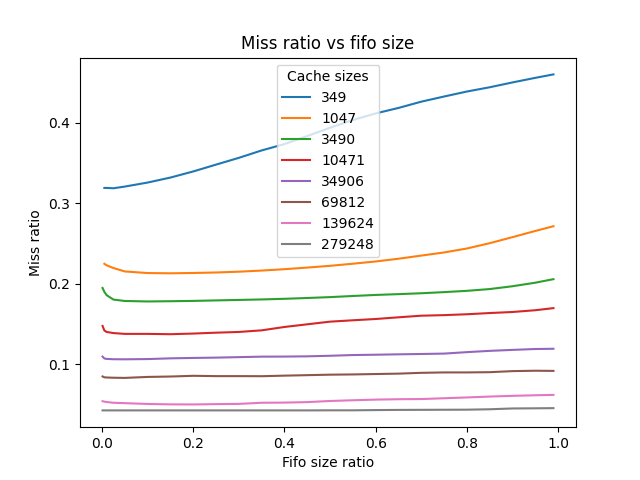 Miss ratio vs fifo size
Cache sizes
349
1047
3490
10471
34906
69812
139624
279248
Miss ratio
0.4
0.3
0.2
0.1
0.0 0.2 0.4 0.6 0.8 1.0
Fifo size ratio